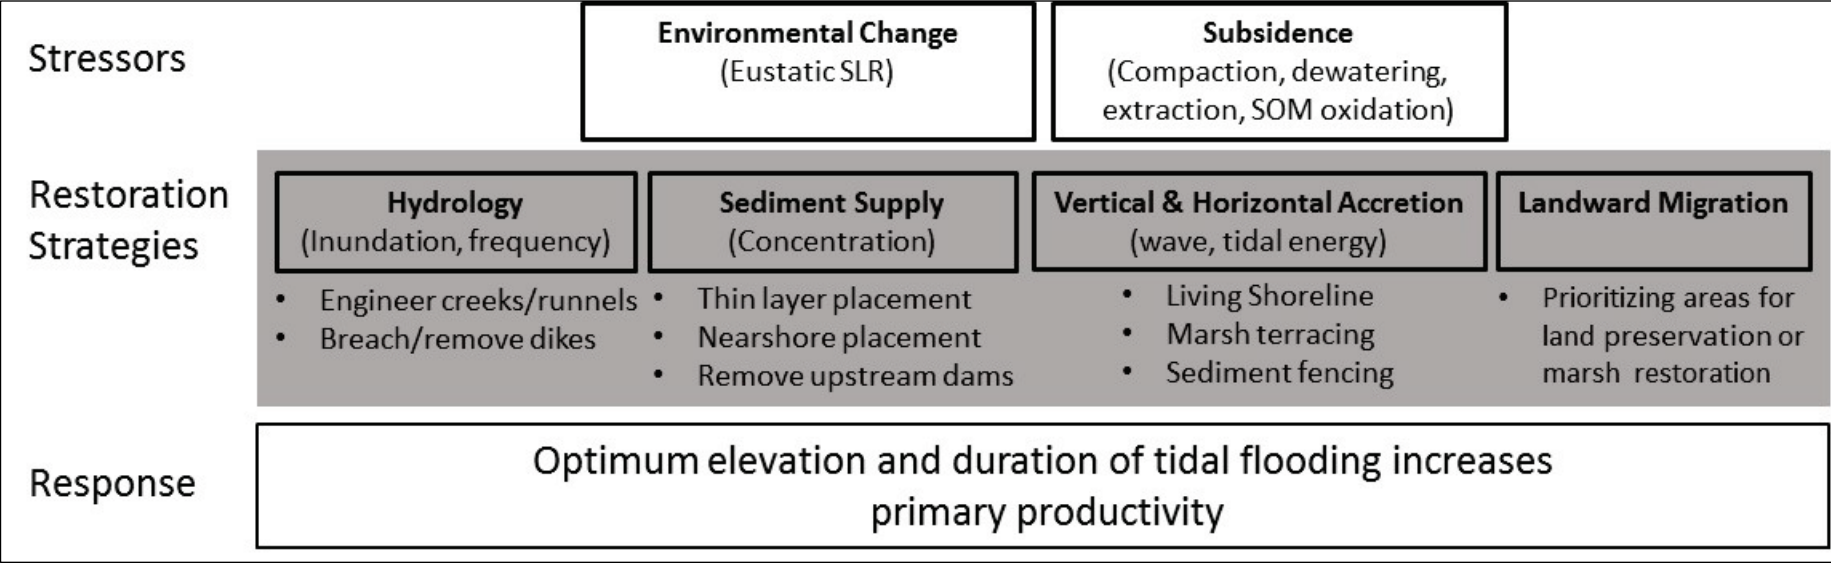 Stressors
Environmental Change
(Eustatic SLR)
Subsidence
(Compaction, dewatering,
extraction, SOM oxidation)
Restoration
Strategies
Hydrology
(Inundation, frequency)
• Engineer creeks/runnels
• Breach/remove dikes
Sediment Supply
(Concentration)
• Thin layer placement
• Nearshore placement
• Remove upstream dams
Vertical & Horizontal Accretion
(wave, tidal energy)
• Living Shoreline
• Marsh terracing
• Sediment fencing
Landward Migration
• Prioritizing areas for
land preservation or
marsh restoration
Response
Optimum elevation and duration of tidal flooding increases
primary productivity